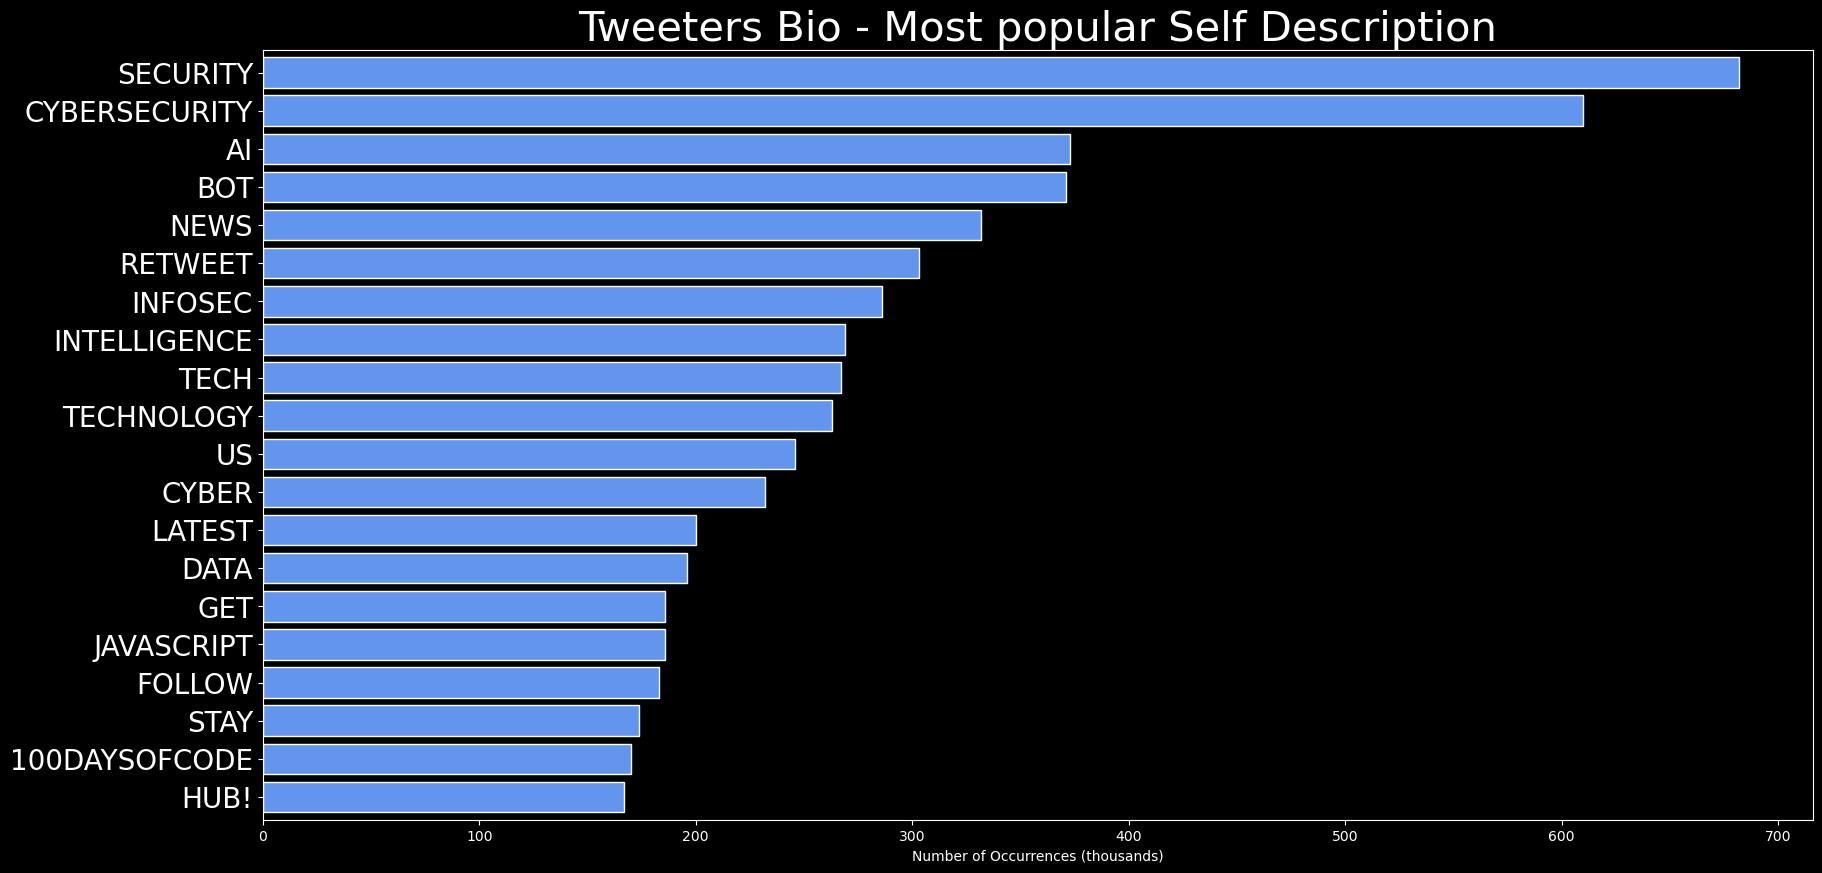 Tweeters Bio - Most popular Self Description
SECURITY
CYBERSECURITY
AI
BOT
NEWS
RETWEET
INFOSEC
INTELLIGENCE
TECH
TECHNOLOGY
US
CYBER
LATEST
DATA
GET
JAVASCRIPT
FOLLOW
STAY
100DAYSOFCODE
HUB!
0 100 200 300 400 500 600 700
Number of Occurrences (thousands)